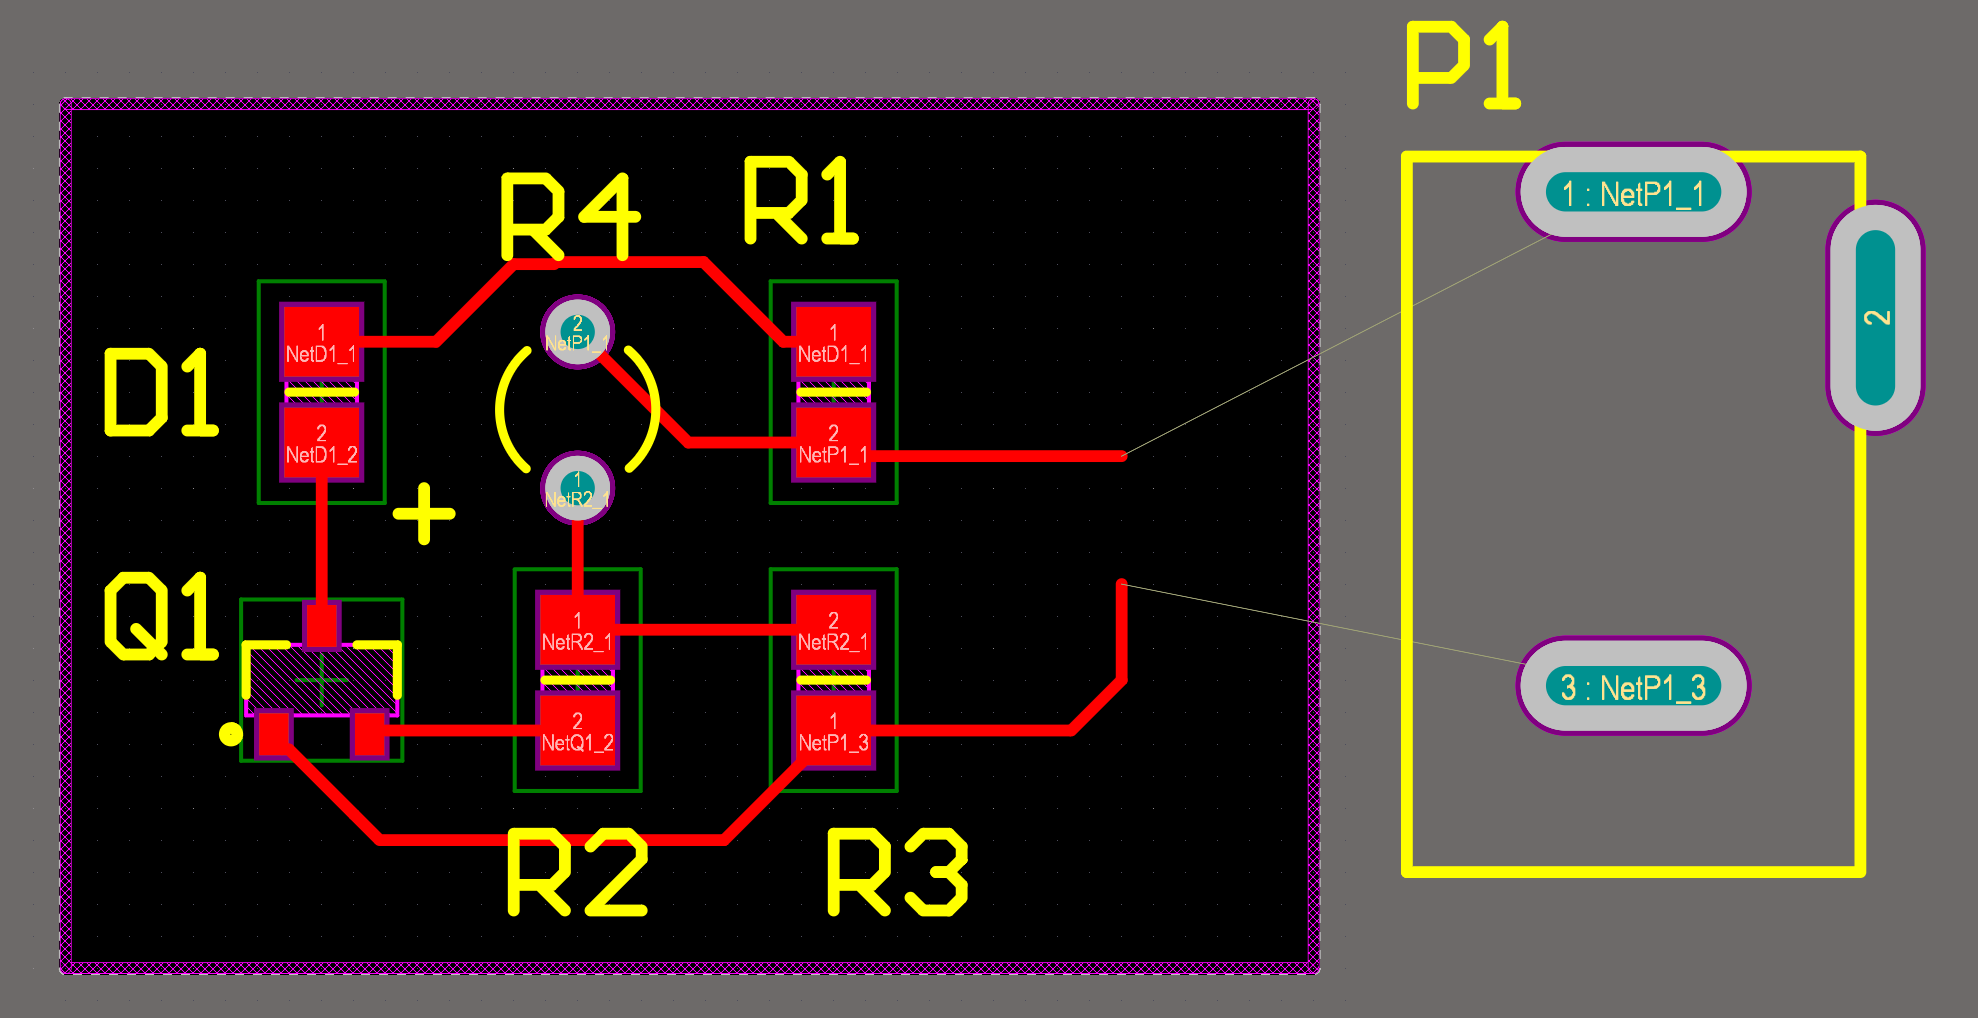 P1
1 : NetP1_1
2
3 : NetP1_3
R4
R1
D1
1
NetD1_1
2
NetD1_2
2
NetP1_1
1
NetR2_1
1
NetD1_1
2
NetP1_1
+
Q1
1
NetR2_1
2
NetQ1_2
2
NetR2_1
1
NetP1_3
R2
R3